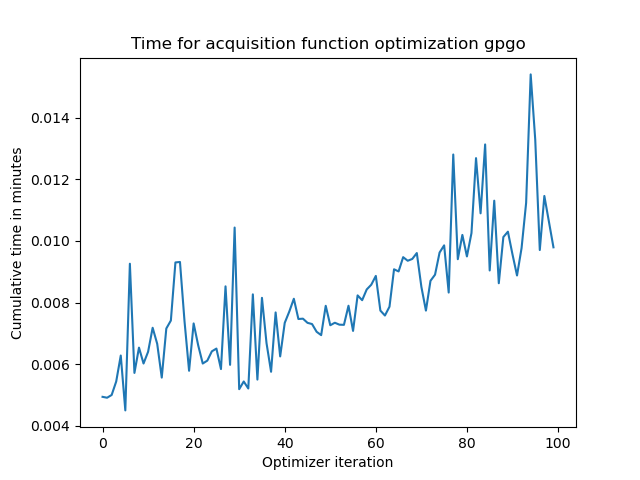 Time for acquisition function optimization gpgo
Cumulative time in minutes
0.014
0.012
0.010
0.008
0.006
0.004
0 20 40 60 80 100
Optimizer iteration